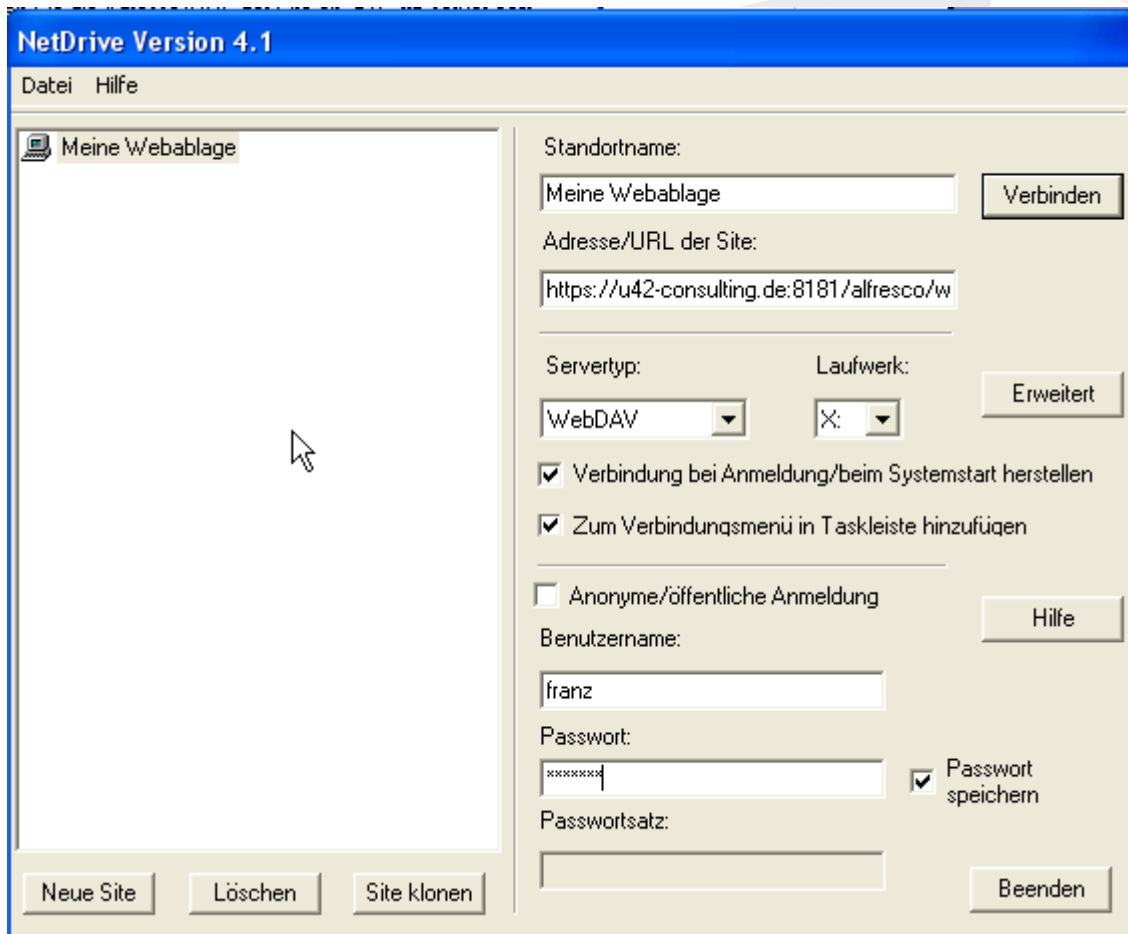 NetDrive Version 4.1
Datei Hilfe
Meine Webablage
Neue Site Löschen Site klonen
Standortname:
Meine Webablage Verbinden
Adresse/URL der Site:
https://u42-consulting.de:8181/alfresco/w
Servertyp: Laufwerk:
Erweitert
WebDAV X:
Verbindung bei Anmeldung/beim Systemstart herstellen
Zum Verbindungsmenü in Taskleiste hinzufügen
Anonyme/öffentliche Anmeldung
Hilfe
Benutzername:
franz
Passwort:
*******
Passwort
speichern
Passwortsatz:
Beenden